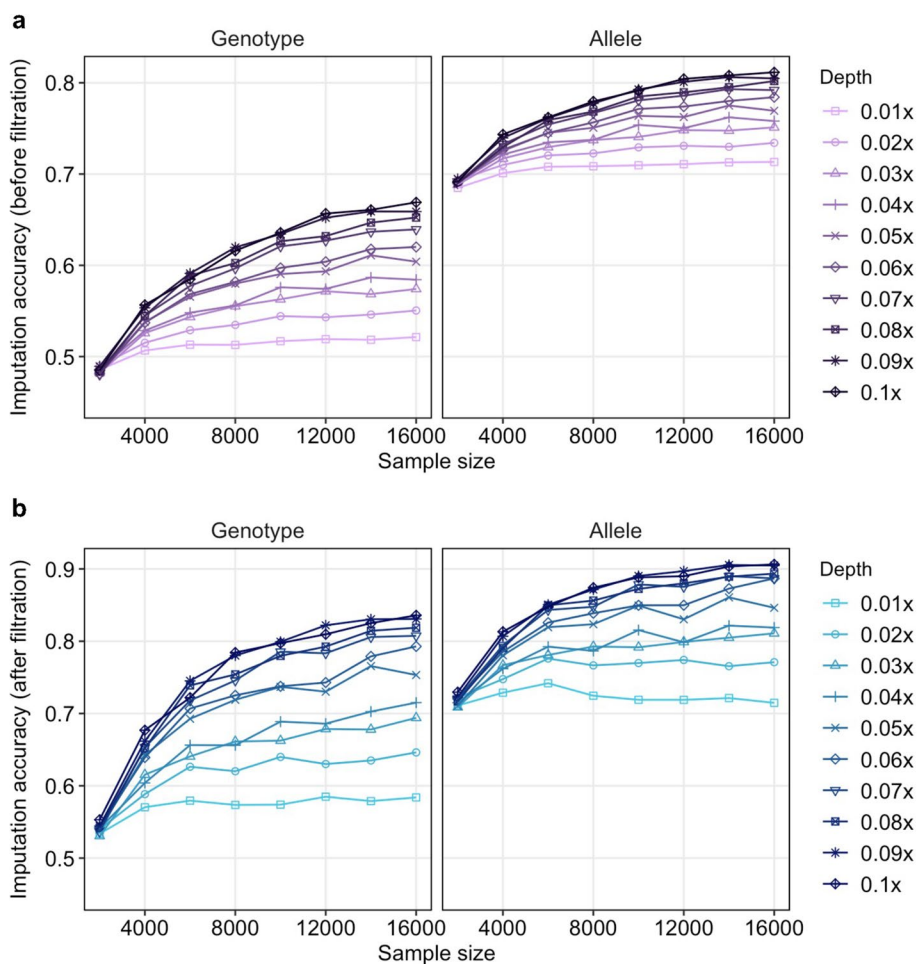 a
Genotype
Allele
Imputation accuracy (before filtration)
0.8
0.7
0.6
0.5
4000 8000 12000 16000
4000 8000 12000 16000
Sample size
Depth
0.01x
0.02x
0.03x
0.04x
0.05x
0.06x
0.07x
0.08x
0.09x
0.1x
b
Genotype
Allele
Imputation accuracy (after filtration)
0.9
0.8
0.7
0.6
0.5
4000 8000 12000 16000
4000 8000 12000 16000
Sample size
Depth
0.01x
0.02x
0.03x
0.04x
0.05x
0.06x
0.07x
0.08x
0.09x
0.1x